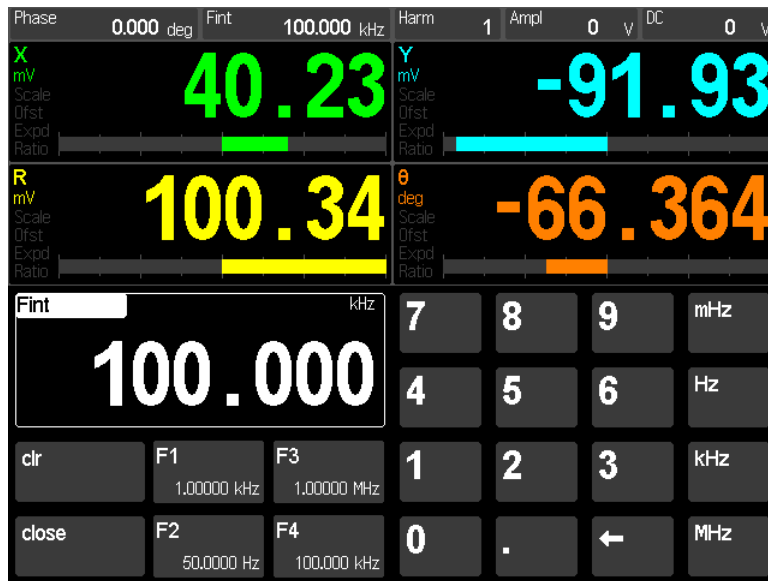 Phase 0.000 deg Fint 100.000 kHz Harm 1 Ampl 0 V DC 0 V
X
mV
Scale
Ofst
Expd
Ratio
40.23
Y
mV
Scale
Ofst
Expd
Ratio
-91.93
R
mV
Scale
Ofst
Expd
Ratio
100.34
θ
deg
Scale
Ofst
Expd
Ratio
-66.364
Fint kHz
100.000
7 8 9 mHz
4 5 6 Hz
clr F1 1.00000 kHz F3 1.00000 MHz
1 2 3 kHz
close F2 50.0000 Hz F4 100.000 kHz
0 . ← MHz